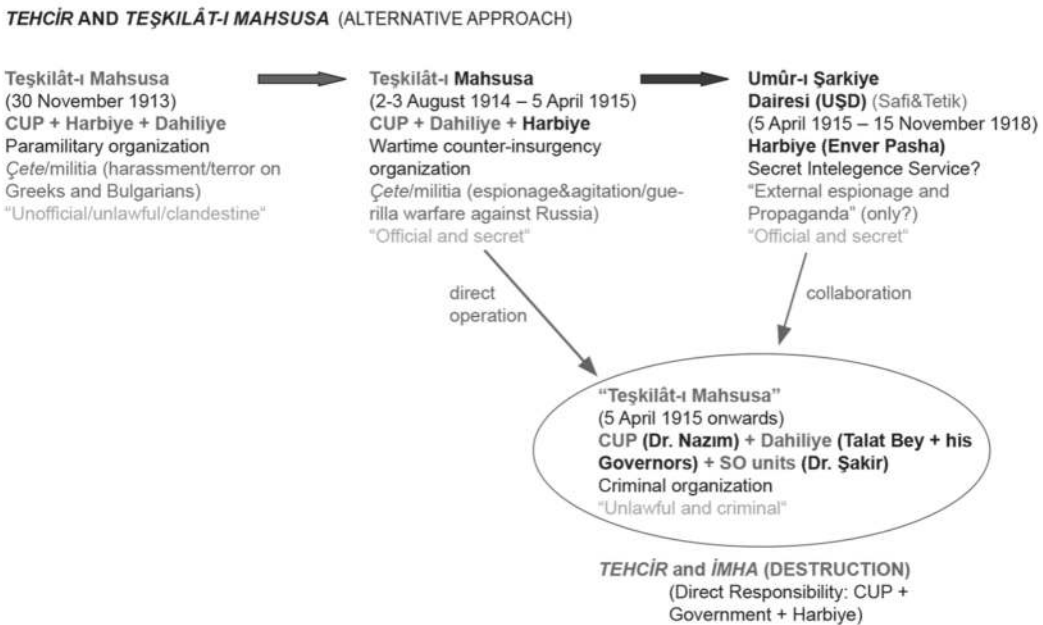 TEHCİR AND TEŞKILÂT-I MAHSUSA (ALTERNATIVE APPROACH)
Teşkilât-ı Mahsusa
(30 November 1913)
CUP + Harbiye + Dahiliye
Paramilitary organization
Çete/militia (harassment/terror on
Greeks and Bulgarians)
"Unofficial/unlawful/clandestine"
Teşkilât-ı Mahsusa
(2-3 August 1914 – 5 April 1915)
CUP + Dahiliye + Harbiye
Wartime counter-insurgency
organization
Çete/militia (espionage&agitation/gue-
rilla warfare against Russia)
"Official and secret"
Umûr-ı Şarkiye
Dairesi (UŞD) (Safi&Tetik)
(5 April 1915 – 15 November 1918)
Harbiye (Enver Pasha)
Secret Intelegence Service?
"External espionage and
Propaganda" (only?)
"Official and secret"
direct
operation
collaboration
"Teşkilât-ı Mahsusa"
(5 April 1915 onwards)
CUP (Dr. Nazım) + Dahiliye (Talat Bey + his
Governors) + SO units (Dr. Şakir)
Criminal organization
"Unlawful and criminal"
TEHCİR and İMHA (DESTRUCTION)
(Direct Responsibility: CUP +
Government + Harbiye)